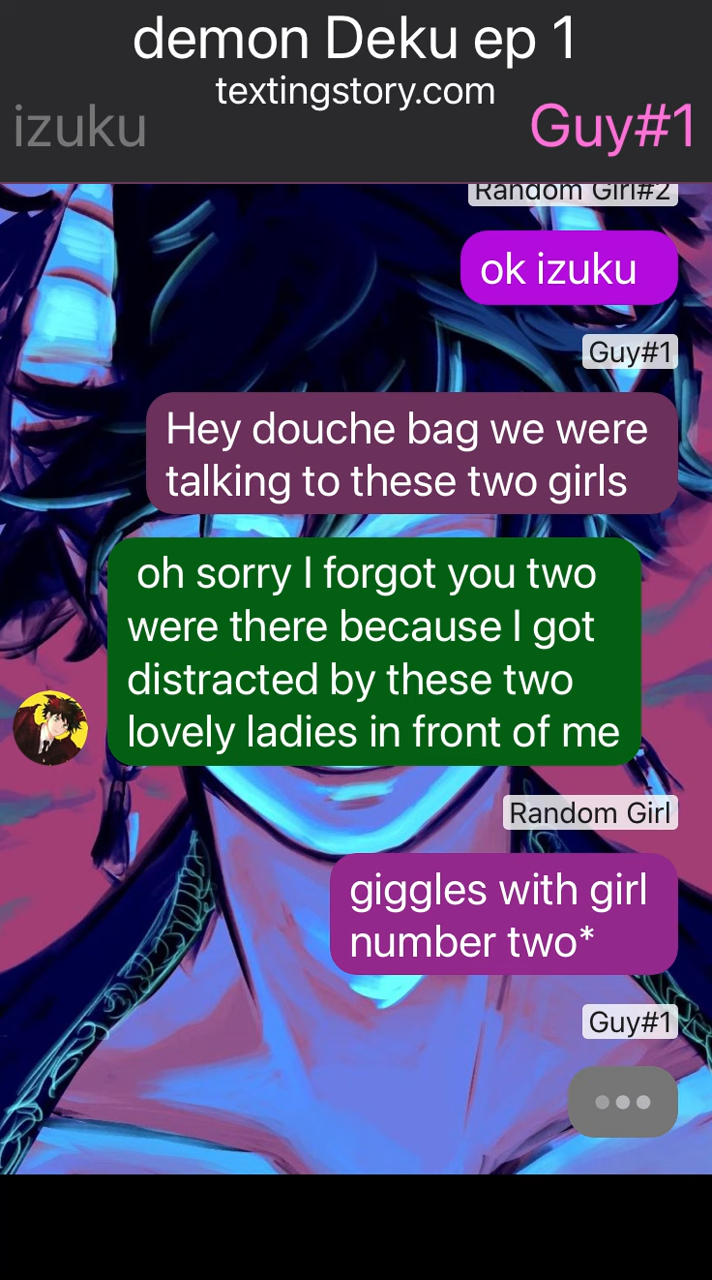 demon Deku ep 1
textingstory.com
izuku
Guy#1
Random Girl#2
ok izuku
Guy#1
Hey douche bag we were
talking to these two girls
oh sorry I forgot you two
were there because I got
distracted by these two
lovely ladies in front of me
Random Girl
giggles with girl
number two*
Guy#1